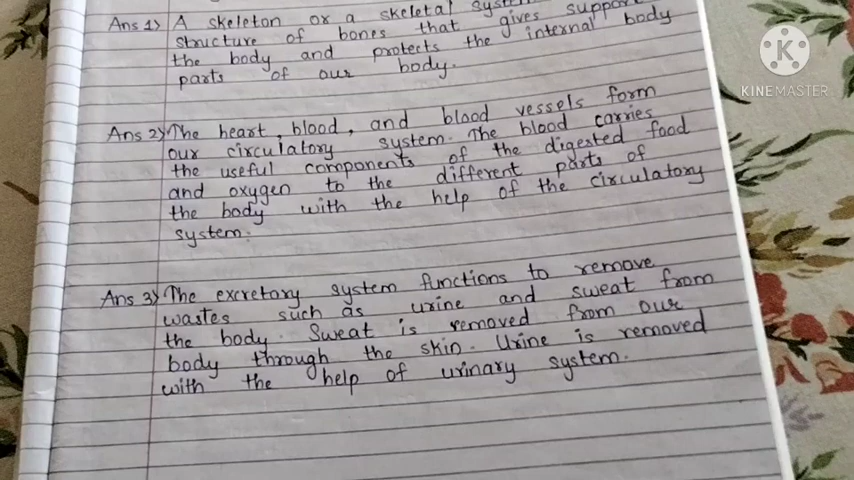 Ans 1) A skeleton or a skeletal system
structure of bones that gives support
the body and protects the internal body
parts of our body.
Ans 2) The heart, blood, and blood vessels form
our circulatory system. The blood carries
the useful components of the digested food
and oxygen to the different parts of
the body with the help of the circulatory
system.
Ans 3) The excretory system functions to remove
wastes such as urine and sweat from
the body. Sweat is removed from our
body through the skin. Urine is removed
with the help of urinary system.
KINEMASTER